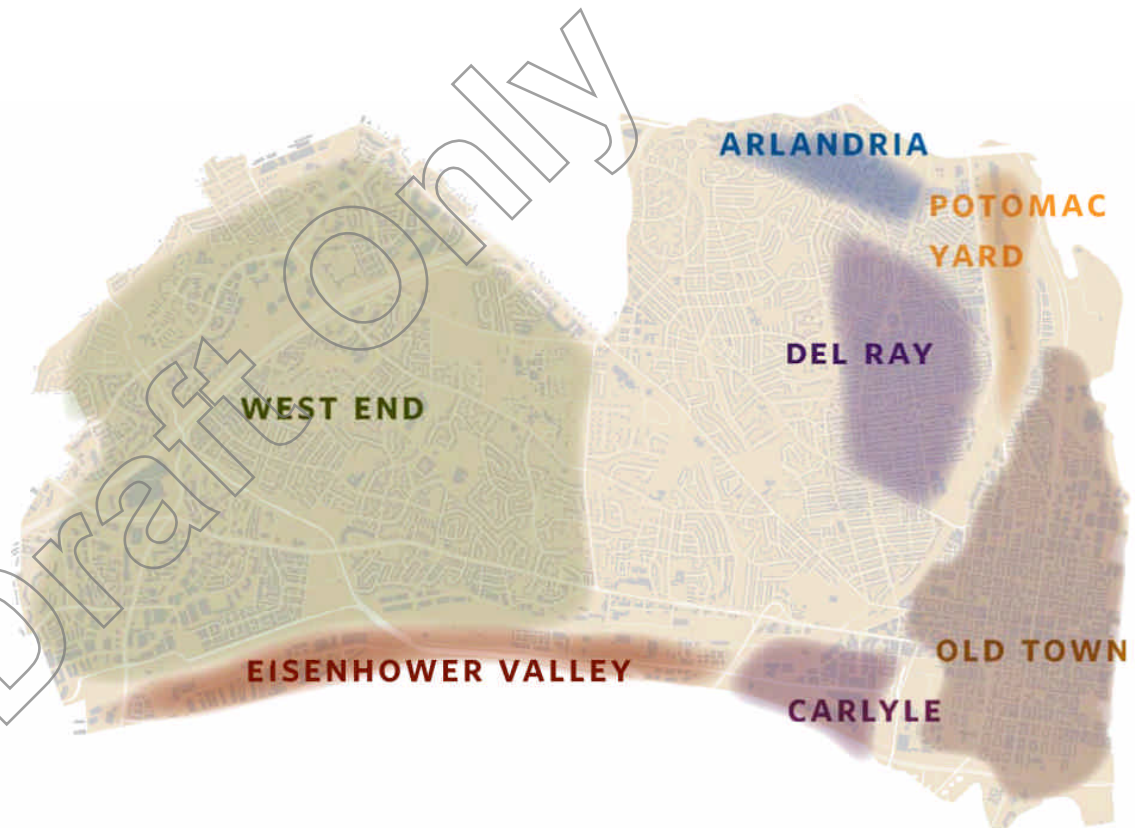 ARLANDRIA
POTOMAC
YARD
DEL RAY
WEST END
OLD TOWN
EISENHOWER VALLEY
CARLYLE
Draft Only